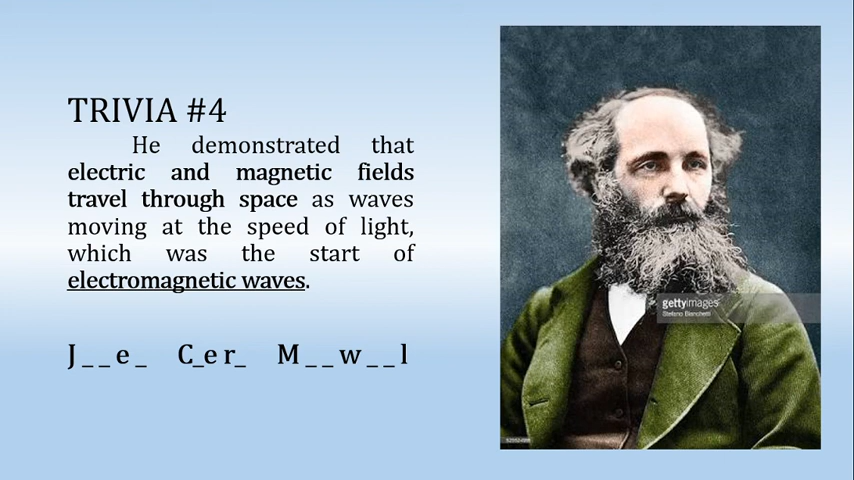 TRIVIA #4
He demonstrated that
electric and magnetic fields
travel through space as waves
moving at the speed of light,
which was the start of
electromagnetic waves.
J _ _ e _ C_e r_ M _ _ w _ _ l
gettyimages
Stefano Bianchetti